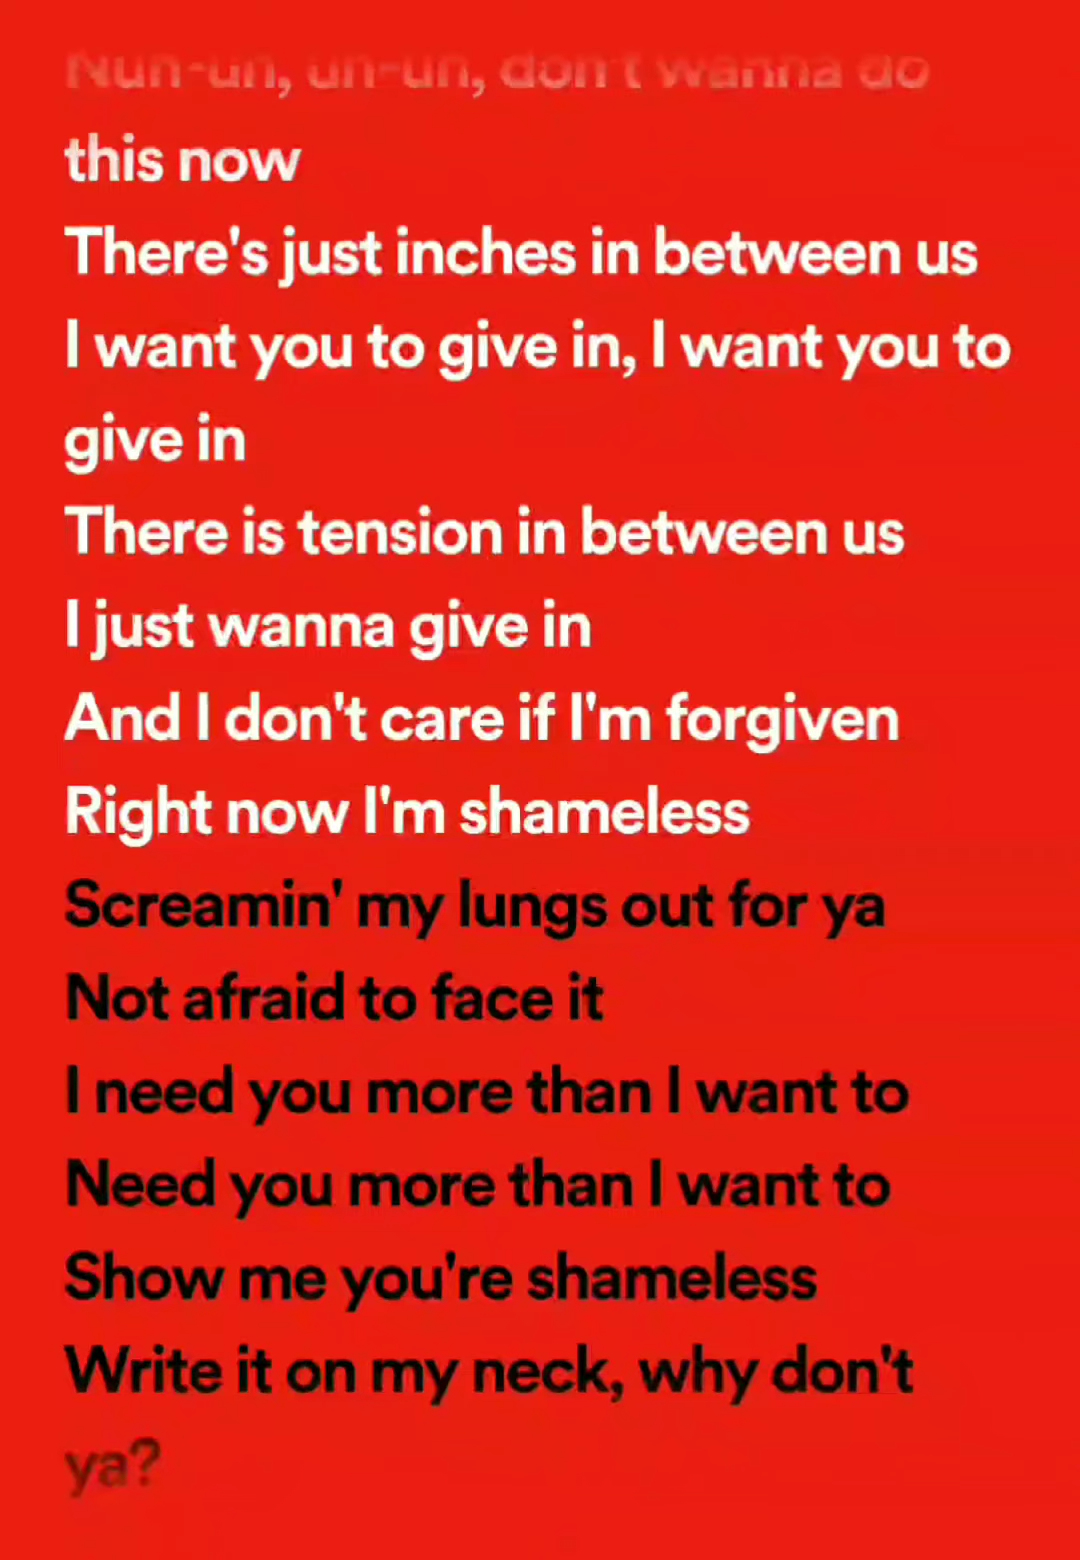 Nuh-uh, uh-uh, don't wanna do
this now
There's just inches in between us
I want you to give in, I want you to
give in
There is tension in between us
I just wanna give in
And I don't care if I'm forgiven
Right now I'm shameless
Screamin' my lungs out for ya
Not afraid to face it
I need you more than I want to
Need you more than I want to
Show me you're shameless
Write it on my neck, why don't
ya?